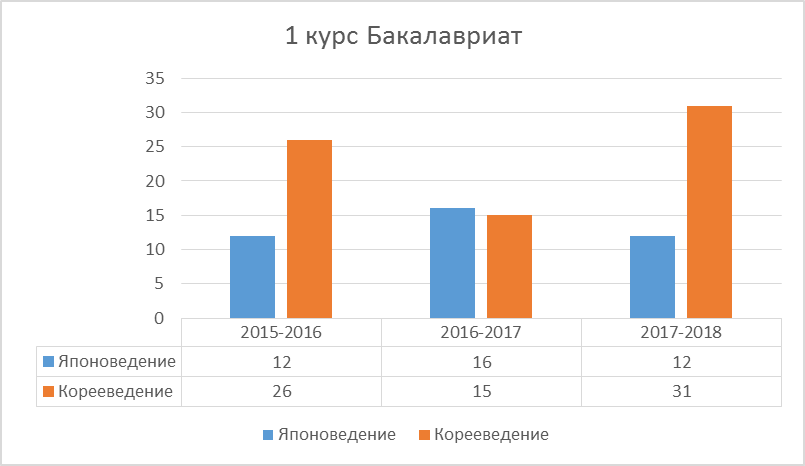 1 курс Бакалавриат
35
30
25
20
15
10
5
0
2015-2016 2016-2017 2017-2018
Японоведение 12 16 12
Корееведение 26 15 31
Японоведение Корееведение